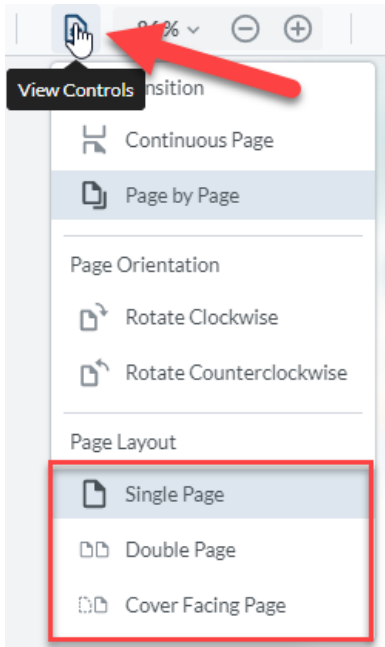 View Controls
Continuous Page
Page by Page
Page Orientation
Rotate Clockwise
Rotate Counterclockwise
Page Layout
Single Page
Double Page
Cover Facing Page